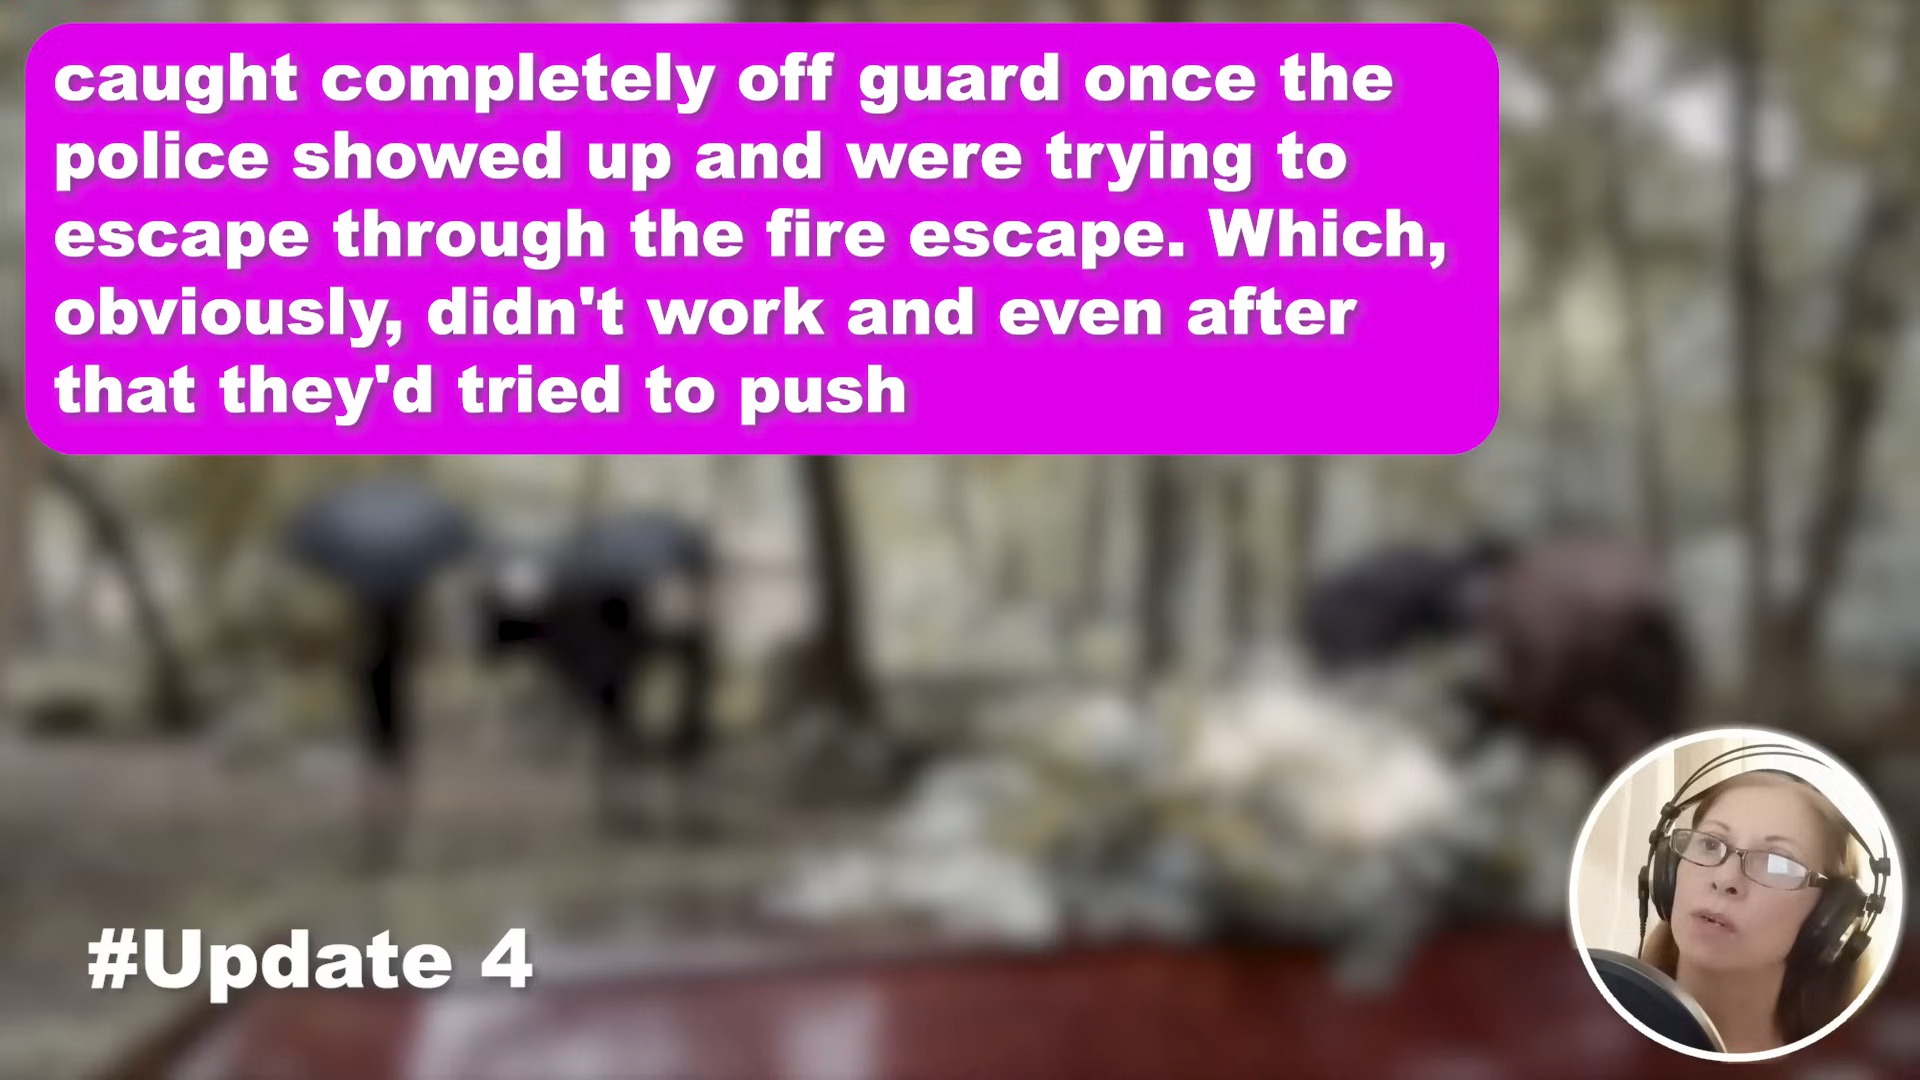 caught completely off guard once the
police showed up and were trying to
escape through the fire escape. Which,
obviously, didn't work and even after
that they'd tried to push
#Update 4